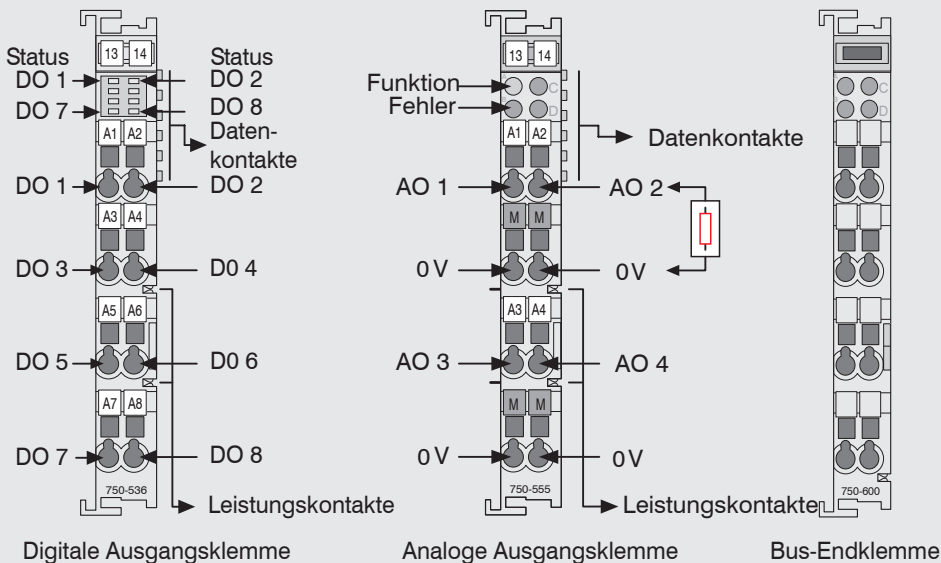 13 14
Status
Status
DO 1
DO 2
DO 7
DO 8
A1 A2
Daten-
kontakte
DO 1
DO 2
A3 A4
DO 3
D0 4
A5 A6
DO 5
D0 6
A7 A8
DO 7
DO 8
750-536
Leistungskontakte
Digitale Ausgangsklemme
13 14
Funktion
A
C
Fehler
B
D
A1 A2
Datenkontakte
AO 1
AO 2
M M
0 V
0 V
A3 A4
AO 3
AO 4
M M
0 V
0 V
750-555
Leistungskontakte
Analoge Ausgangsklemme
C
D
750-600
Bus-Endklemme